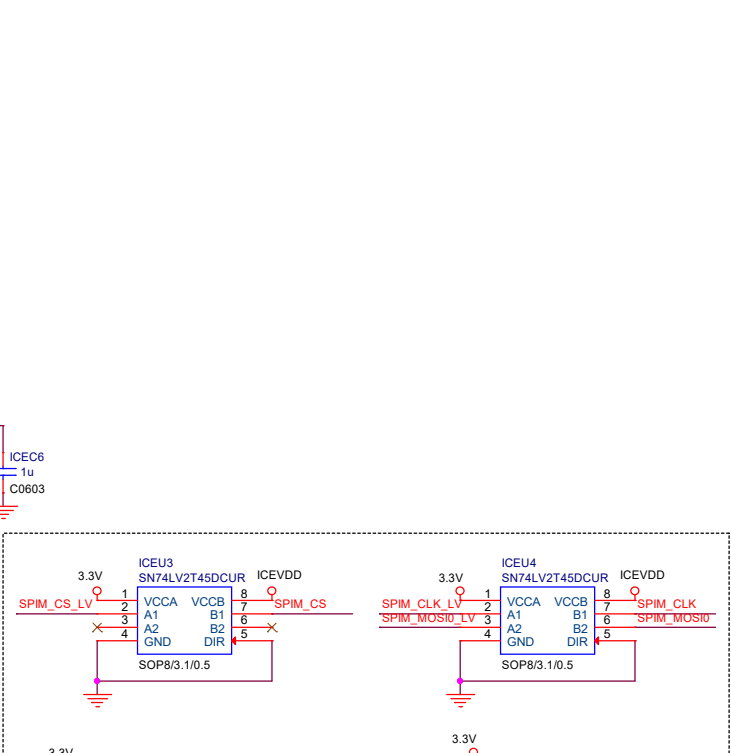 ICEC6
1u
C0603
ICEU3
SN74LV2T45DCUR
3.3V
ICEVDD
SPIM_CS_LV
SPIM_CS
1 VCCA VCCB 8
2 A1 B1 7
3 A2 B2 6
4 GND DIR 5
SOP8/3.1/0.5
ICEU4
SN74LV2T45DCUR
3.3V
ICEVDD
SPIM_CLK_LV
SPIM_MOSI0_LV
SPIM_CLK
SPIM_MOSI0
1 VCCA VCCB 8
2 A1 B1 7
3 A2 B2 6
4 GND DIR 5
SOP8/3.1/0.5
3.3V
3.3V